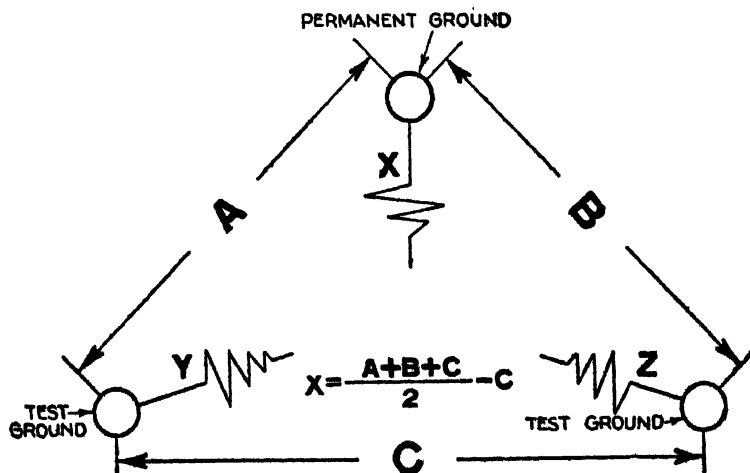 PERMANENT GROUND
X
A
B
Y
X = A+B+C / 2 - C
Z
TEST
GROUND
TEST GROUND
C